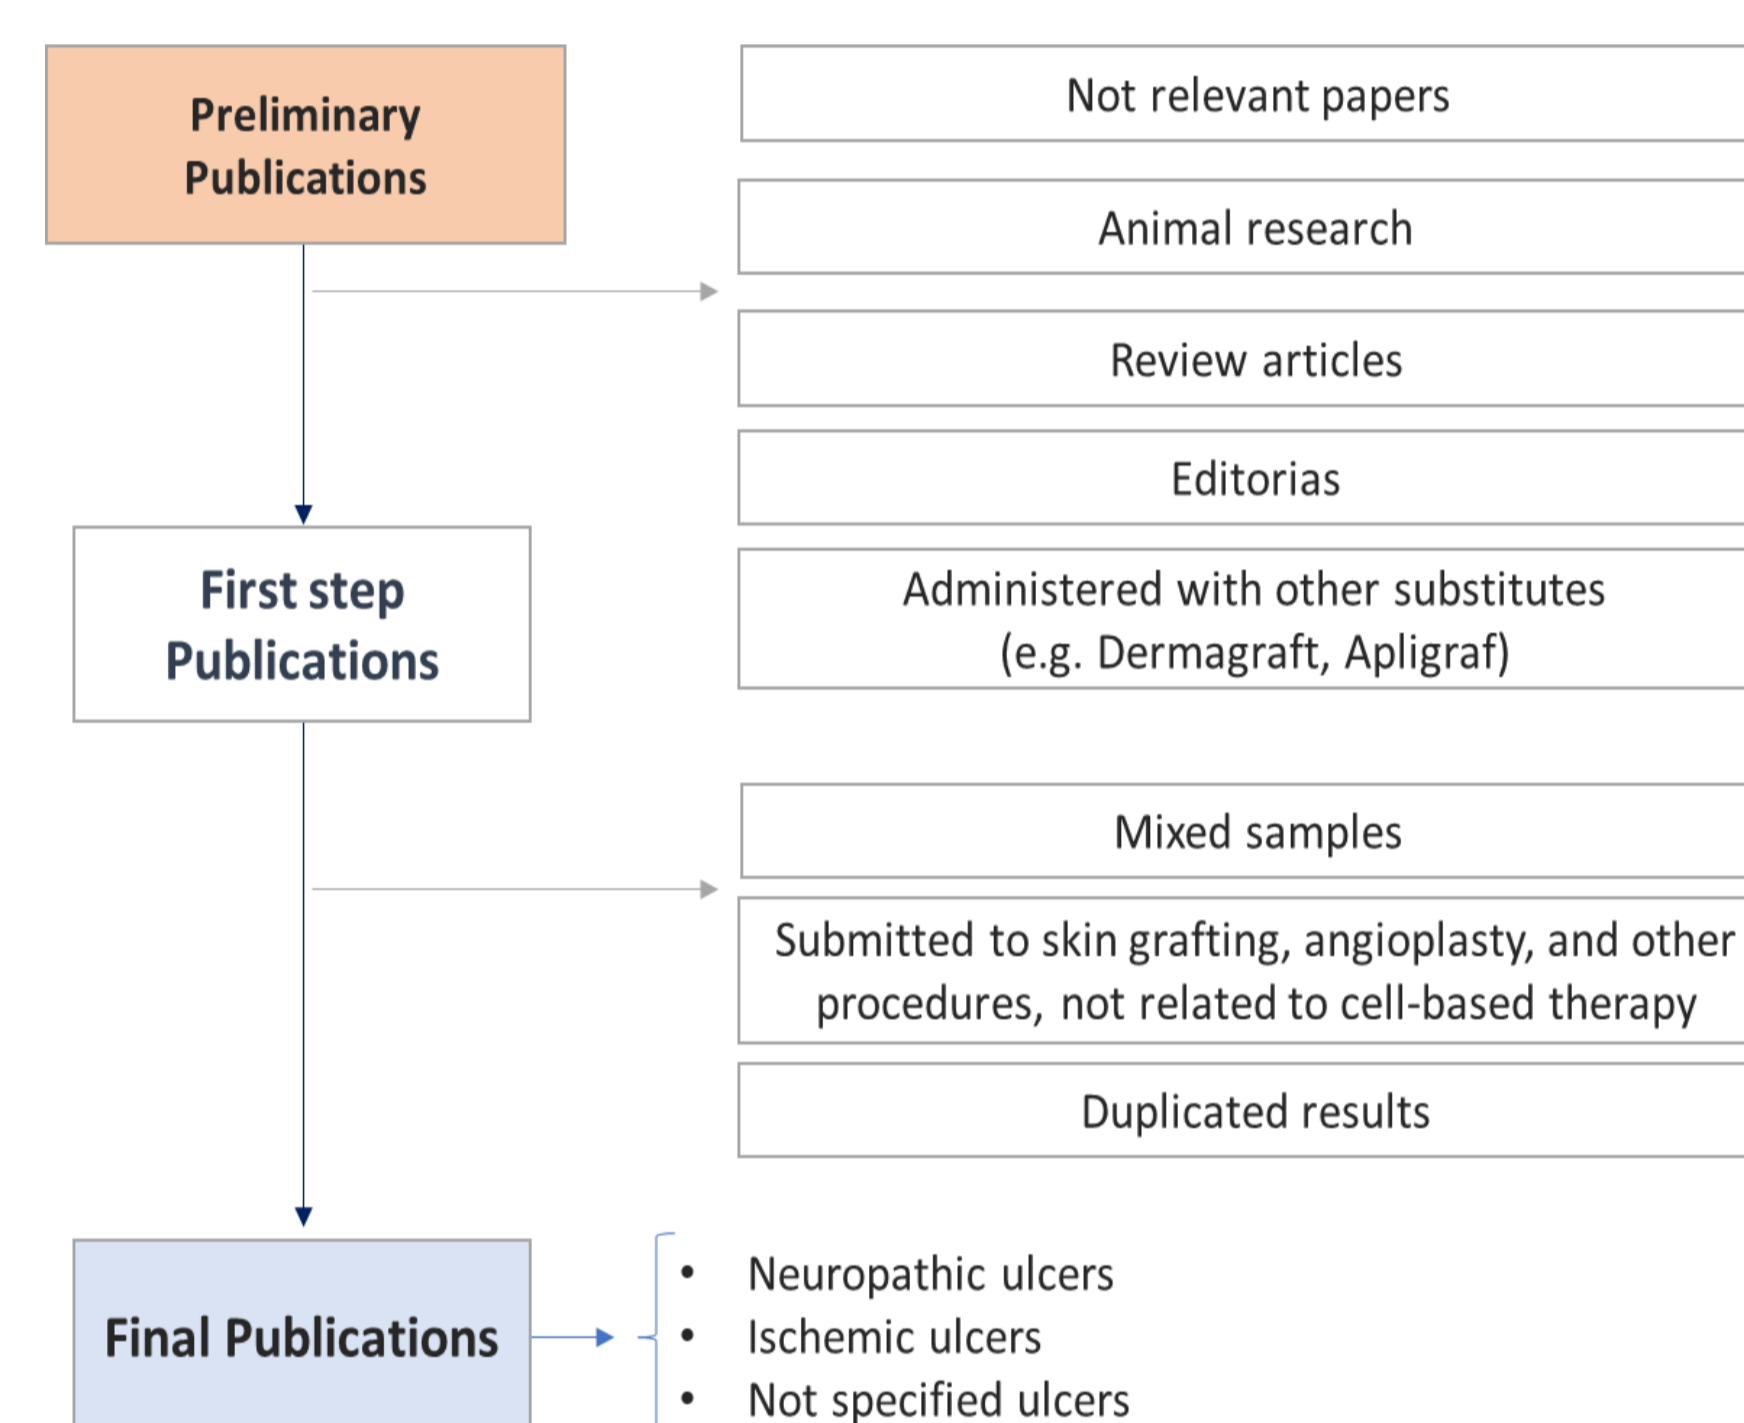 Preliminary
Publications
Not relevant papers
Animal research
Review articles
Editorias
First step
Publications
Administered with other substitutes
(e.g. Dermagraft, Apligraf)
Mixed samples
Submitted to skin grafting, angioplasty, and other
procedures, not related to cell-based therapy
Duplicated results
Final Publications
• Neuropathic ulcers
• Ischemic ulcers
• Not specified ulcers